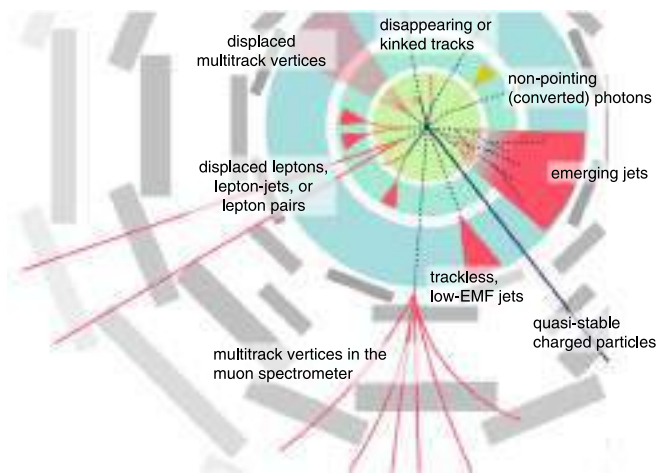 disappearing or
kinked tracks
displaced
multitrack vertices
non-pointing
(converted) photons
displaced leptons,
lepton-jets, or
lepton pairs
emerging jets
trackless,
low-EMF jets
quasi-stable
charged particles
multitrack vertices in the
muon spectrometer